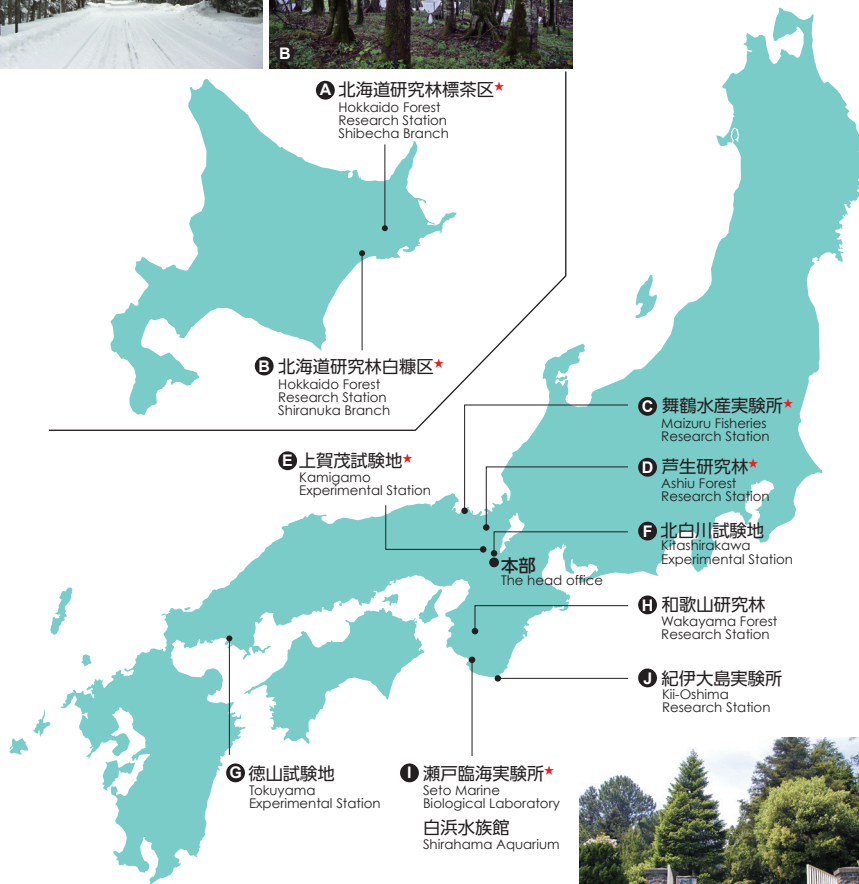 B
A 北海道研究林標茶区★
Hokkaido Forest
Research Station
Shibecha Branch
B 北海道研究林白糠区★
Hokkaido Forest
Research Station
Shiranuka Branch
C 舞鶴水産実験所★
Maizuru Fisheries
Research Station
E 上賀茂試験地★
Kamigamo
Experimental Station
D 芦生研究林★
Ashiu Forest
Research Station
F 北白川試験地
Kitashirakawa
Experimental Station
本部
The head office
H 和歌山研究林
Wakayama Forest
Research Station
J 紀伊大島実験所
Kii-Oshima
Research Station
G 徳山試験地
Tokuyama
Experimental Station
I 瀬戸臨海実験所★
Seto Marine
Biological Laboratory
白浜水族館
Shirahama Aquarium